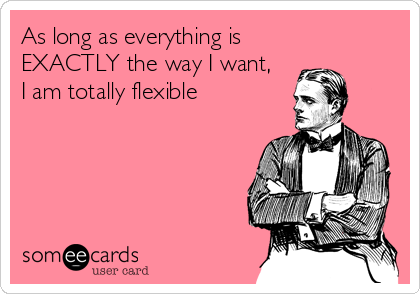 As long as everything is
EXACTLY the way I want,
I am totally flexible
someecards
user card